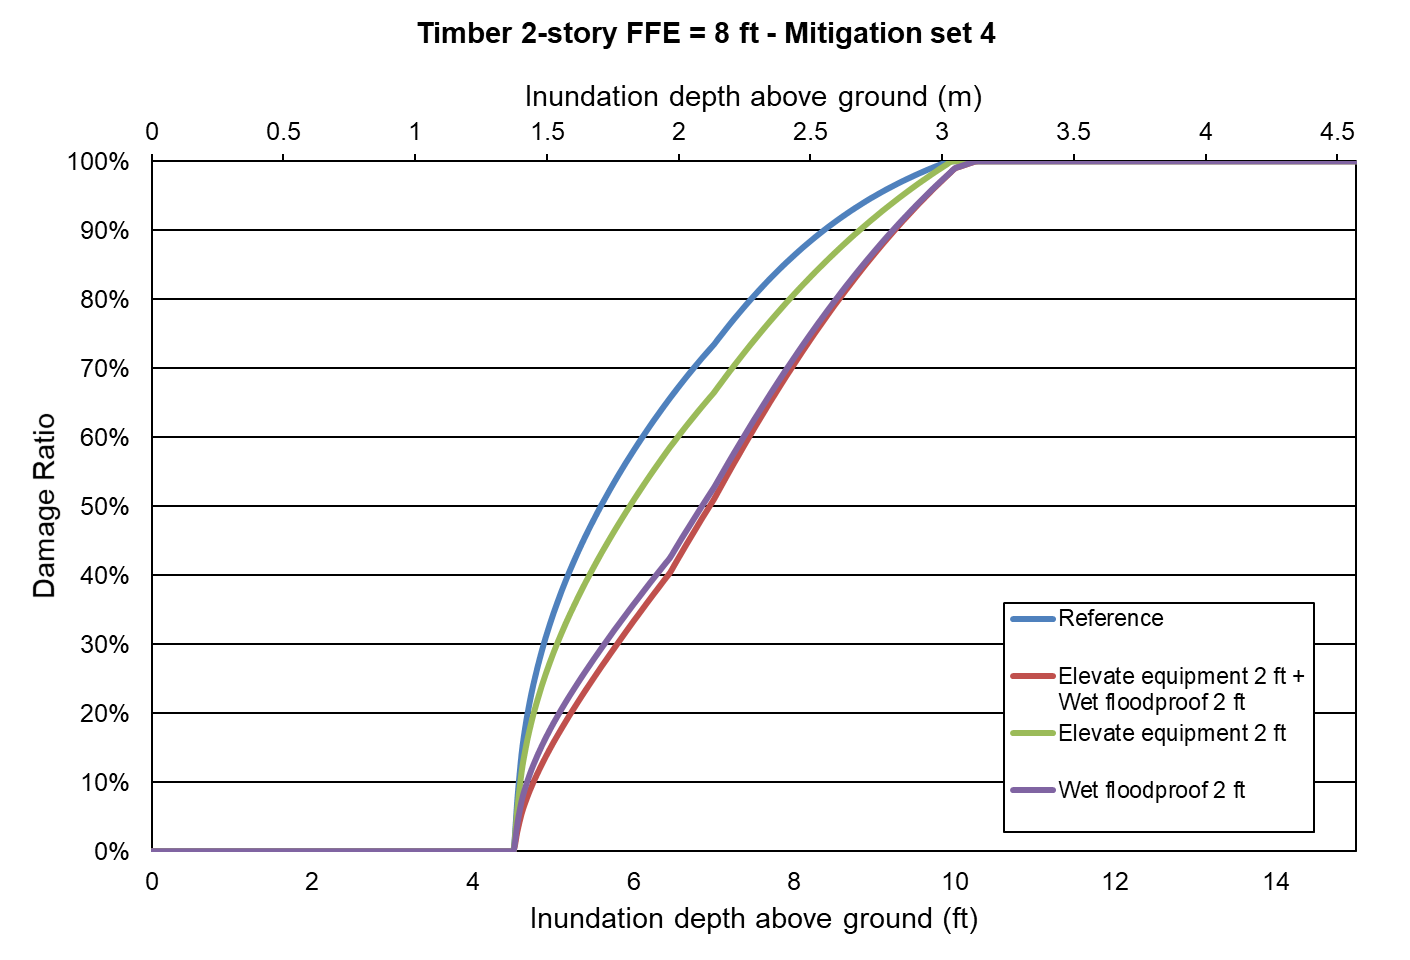 Timber 2-story FFE = 8 ft - Mitigation set 4
Inundation depth above ground (m)
0 0.5 1 1.5 2 2.5 3 3.5 4 4.5
100%
90%
80%
70%
60%
50%
40%
30%
20%
10%
0%
Damage Ratio
Reference
Elevate equipment 2 ft +
Wet floodproof 2 ft
Elevate equipment 2 ft
Wet floodproof 2 ft
0 2 4 6 8 10 12 14
Inundation depth above ground (ft)